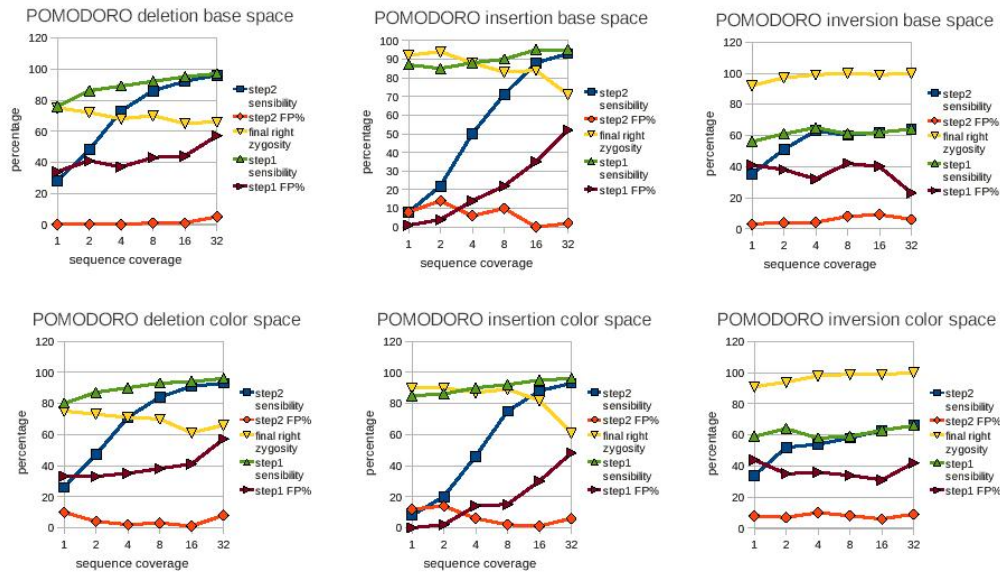 POMODORO deletion base space
120
100
80
60
40
20
0
percentage
1 2 4 8 16 32
sequence coverage
step2
sensibility
step2 FP%
final right
zygosity
step1
sensibility
step1 FP%
POMODORO insertion base space
100
90
80
70
60
50
40
30
20
10
0
percentage
1 2 4 8 16 32
sequence coverage
step2
sensibility
step2 FP%
final right
zygosity
step1
sensibility
step1 FP%
POMODORO inversion base space
120
100
80
60
40
20
0
percentage
1 2 4 8 16 32
sequence coverage
step2
sensibility
step2 FP%
final right
zygosity
step1
sensibility
step1 FP%
POMODORO deletion color space
120
100
80
60
40
20
0
percentage
1 2 4 8 16 32
sequence coverage
step2
sensibility
step2 FP%
final right
zygosity
step1
sensibility
step1 FP%
POMODORO insertion color space
120
100
80
60
40
20
0
percentage
1 2 4 8 16 32
sequence coverage
step2
sensibility
step2 FP%
final right
zygosity
step1
sensibility
step1 FP%
POMODORO inversion color space
120
100
80
60
40
20
0
percentage
1 2 4 8 16 32
sequence coverage
step2
sensibility
step2 FP%
final right
zygosity
step1
sensibility
step1 FP%